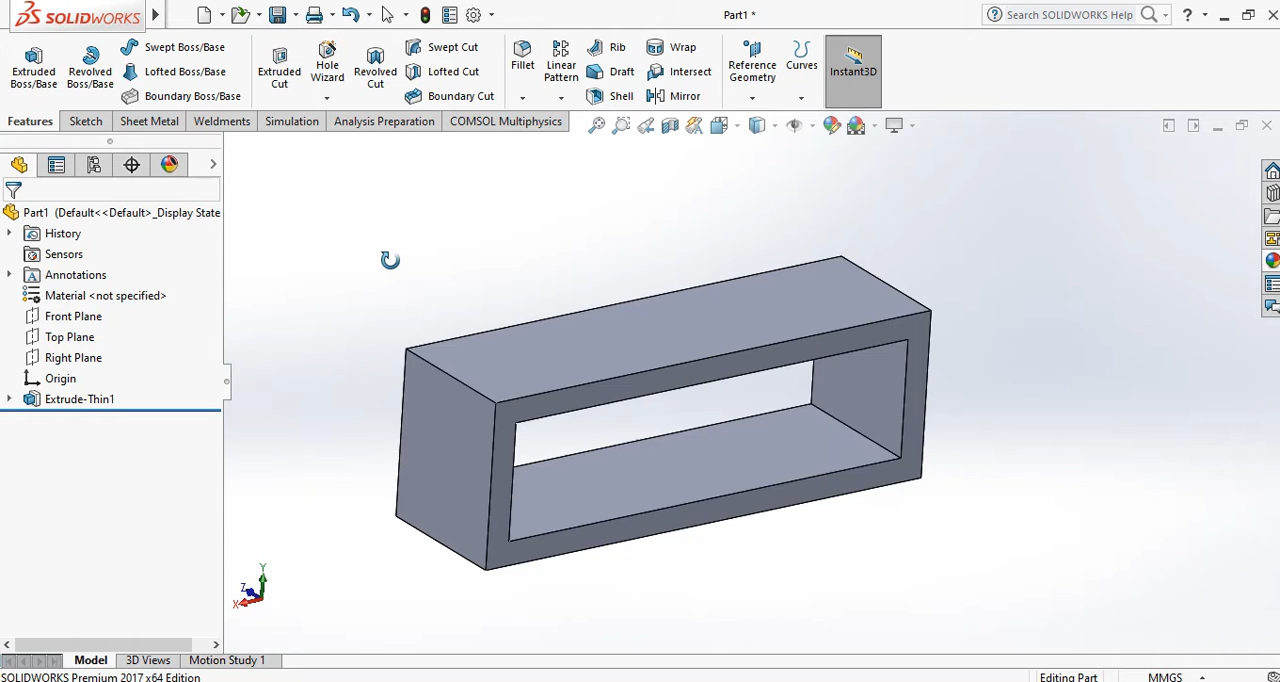 SOLIDWORKS
Part1 *
Search SOLIDWORKS Help
?
Extruded Boss/Base
Revolved Boss/Base
Swept Boss/Base
Lofted Boss/Base
Boundary Boss/Base
Extruded Cut
Hole Wizard
Revolved Cut
Swept Cut
Lofted Cut
Boundary Cut
Fillet
Linear Pattern
Rib
Draft
Shell
Wrap
Intersect
Mirror
Reference Geometry
Curves
Instant3D
Features Sketch Sheet Metal Weldments Simulation Analysis Preparation COMSOL Multiphysics
Part1 (Default<<Default>_Display State
History
Sensors
Annotations
Material <not specified>
Front Plane
Top Plane
Right Plane
Origin
Extrude-Thin1
Y
Z
X
Model 3D Views Motion Study 1
SOLIDWORKS Premium 2017 x64 Edition Editing Part MMGS